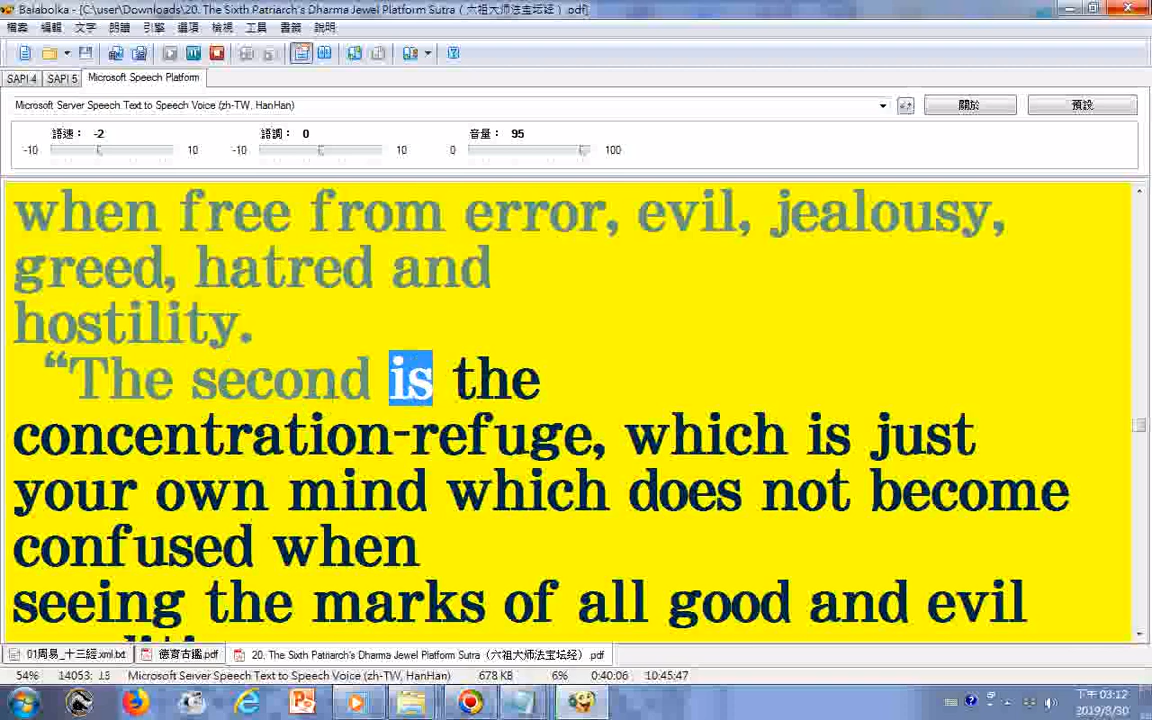 Balabolka - [C:\user\Downloads\20. The Sixth Patriarch's Dharma Jewel Platform Sutra（六祖大师法宝坛经）.pdf]
檔案 編輯 文字 朗讀 引擎 選項 檢視 工具 書籤 說明
SAPI 4 SAPI 5 Microsoft Speech Platform
Microsoft Server Speech Text to Speech Voice (zh-TW, HanHan) 關於 預設
語速： -2 語調： 0 音量： 95
-10 10 -10 10 0 100
when free from error, evil, jealousy,
greed, hatred and
hostility.
“The second is the
concentration-refuge, which is just
your own mind which does not become
confused when
seeing the marks of all good and evil
01周易_十三經.xml.txt 德育古鑑.pdf 20. The Sixth Patriarch's Dharma Jewel Platform Sutra（六祖大师法宝坛经）.pdf
54% 14053: 13 Microsoft Server Speech Text to Speech Voice (zh-TW, HanHan) 678 KB 6% 0:40:06 10:45:47
下午 03:12
2019/8/30